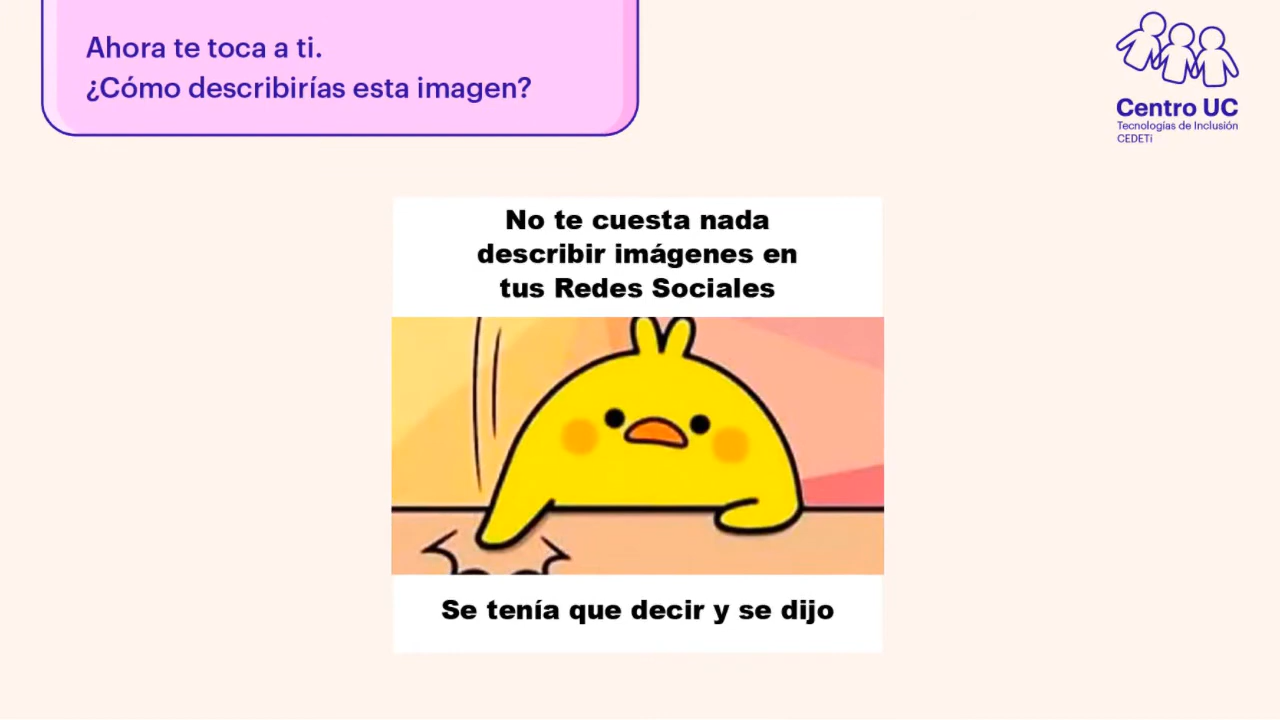 Ahora te toca a ti.
¿Cómo describirías esta imagen?
Centro UC
Tecnologías de Inclusión
CEDETi
No te cuesta nada
describir imágenes en
tus Redes Sociales
Se tenía que decir y se dijo